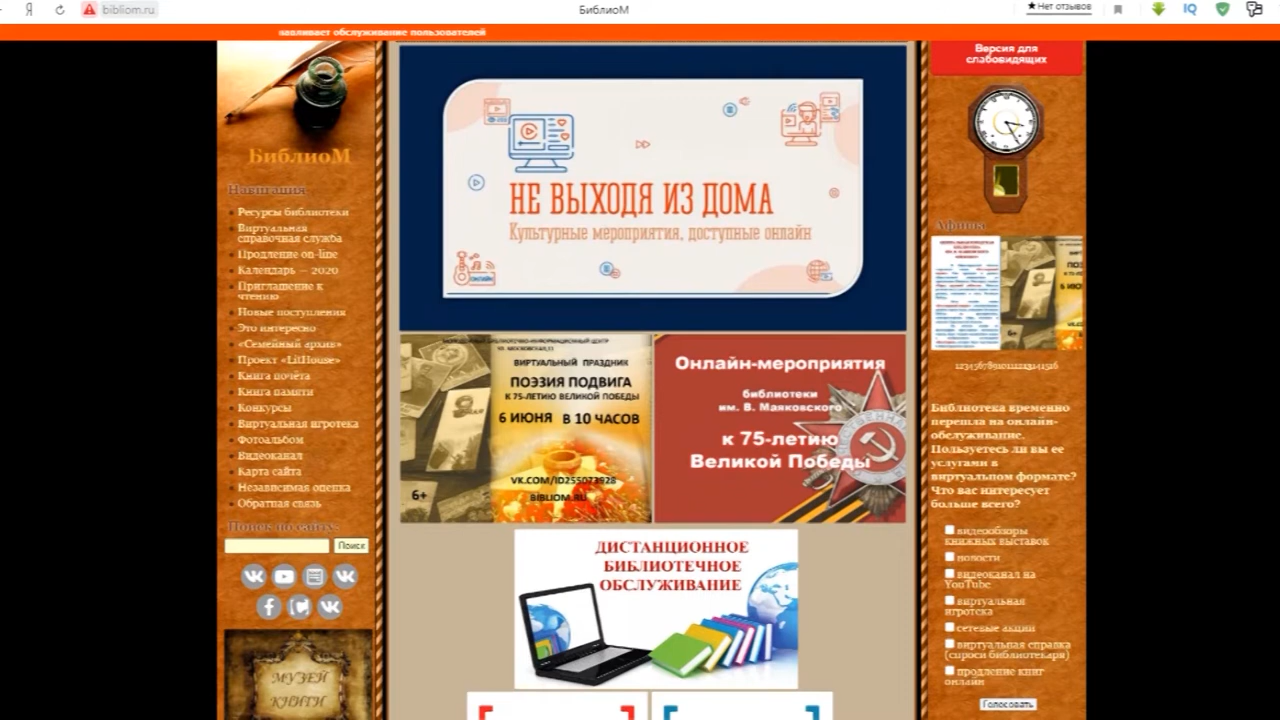 Я
bibliom.ru
БиблиоМ
★Нет отзывов
IQ
навливает обслуживание пользователей
БиблиоМ
Навигация
Ресурсы библиотеки
Виртуальная
справочная служба
Продление on-line
Календарь – 2020
Приглашение к
чтению
Новые поступления
Это интересно
«Семейный архив»
Проект «LitHouse»
Книга почёта
Книга памяти
Конкурсы
Виртуальная игротека
Фотоальбом
Видеоканал
Карта сайта
Независимая оценка
Обратная связь
Поиск по сайту:
Поиск
МУЗЕЙ
КНИГИ
НЕ ВЫХОДЯ ИЗ ДОМА
Культурные мероприятия, доступные онлайн
ОНЛАЙН
ВИРТУАЛЬНЫЙ ПРАЗДНИК
ПОЭЗИЯ ПОДВИГА
К 75-ЛЕТИЮ ВЕЛИКОЙ ПОБЕДЫ
6 ИЮНЯ В 10 ЧАСОВ
VK.COM/ID255073928
BIBLIOM.RU
6+
Онлайн-мероприятия
библиотеки
им. В. Маяковского
к 75-летию
Великой Победы
ДИСТАНЦИОННОЕ
БИБЛИОТЕЧНОЕ
ОБСЛУЖИВАНИЕ
Версия для
слабовидящих
Афиша
12345678910111213141516
Библиотека временно
перешла на онлайн-
обслуживание.
Пользуетесь ли вы ее
услугами в
виртуальном формате?
Что вас интересует
больше всего?
видеообзоры
книжных выставок
новости
видеоканал на
YouTube
виртуальная
игротека
сетевые акции
виртуальная справка
(спроси библиотекаря)
продление книг
онлайн
Голосовать